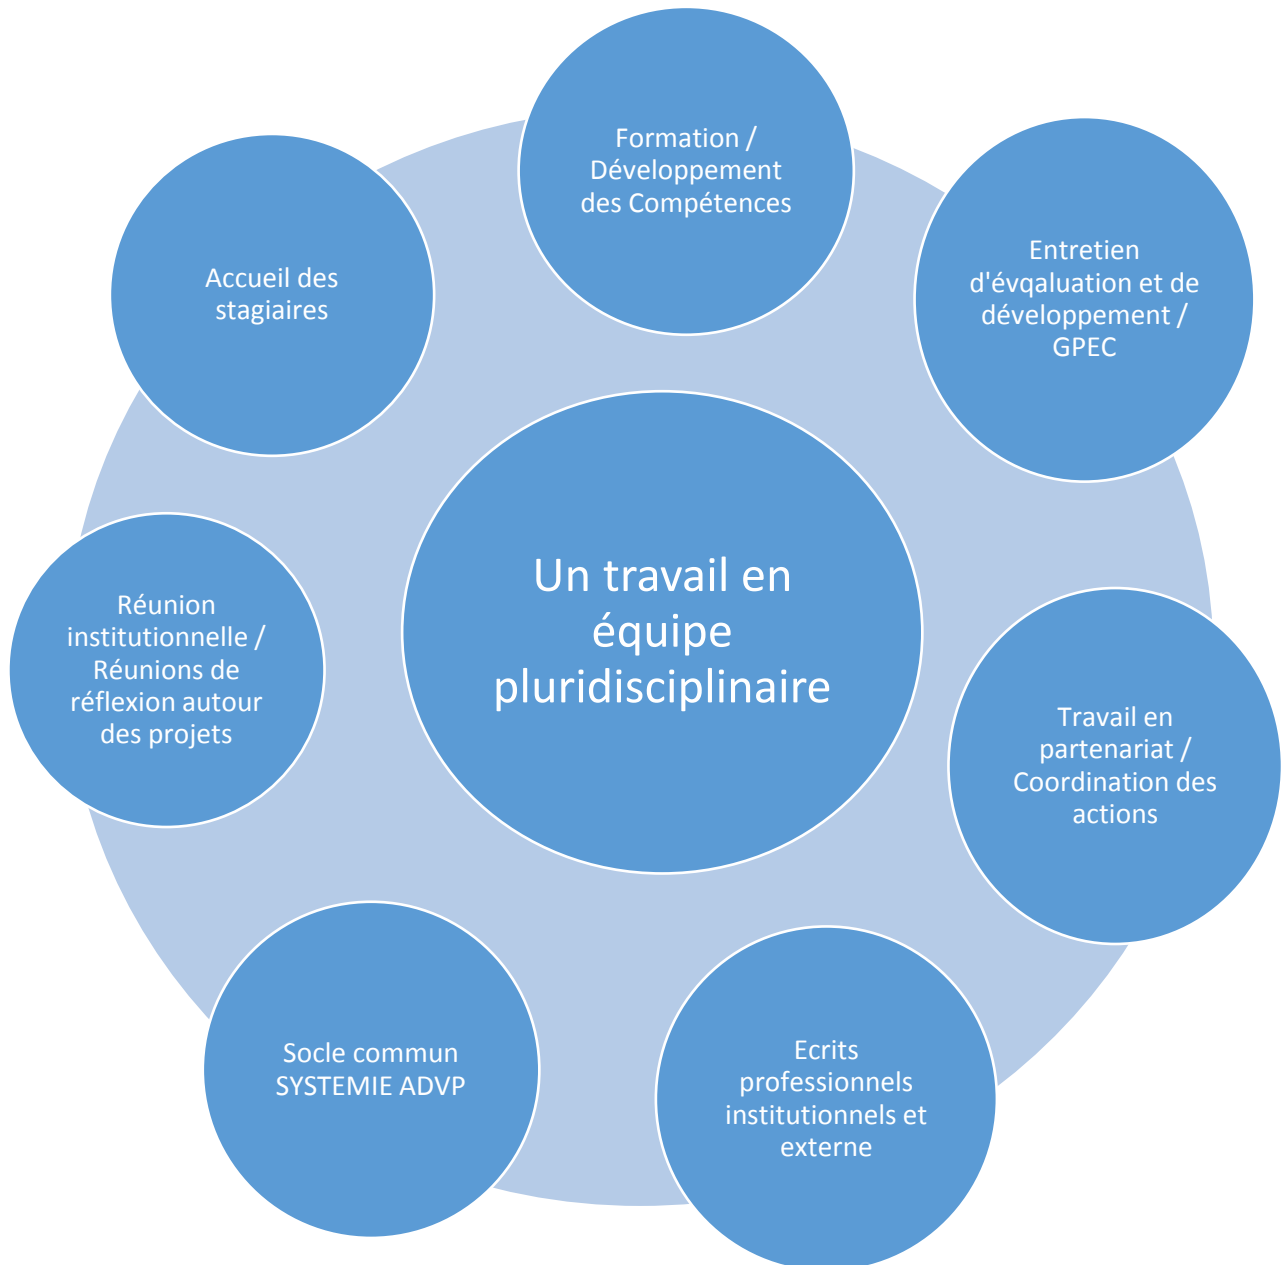 Formation /
Développement
des Compétences
Entretien
d'évqaluation et de
développement /
GPEC
Travail en
partenariat /
Coordination des
actions
Ecrits
professionnels
institutionnels et
externe
Socle commun
SYSTEMIE ADVP
Réunion
institutionnelle /
Réunions de
réflexion autour
des projets
Accueil des
stagiaires
Un travail en
équipe
pluridisciplinaire